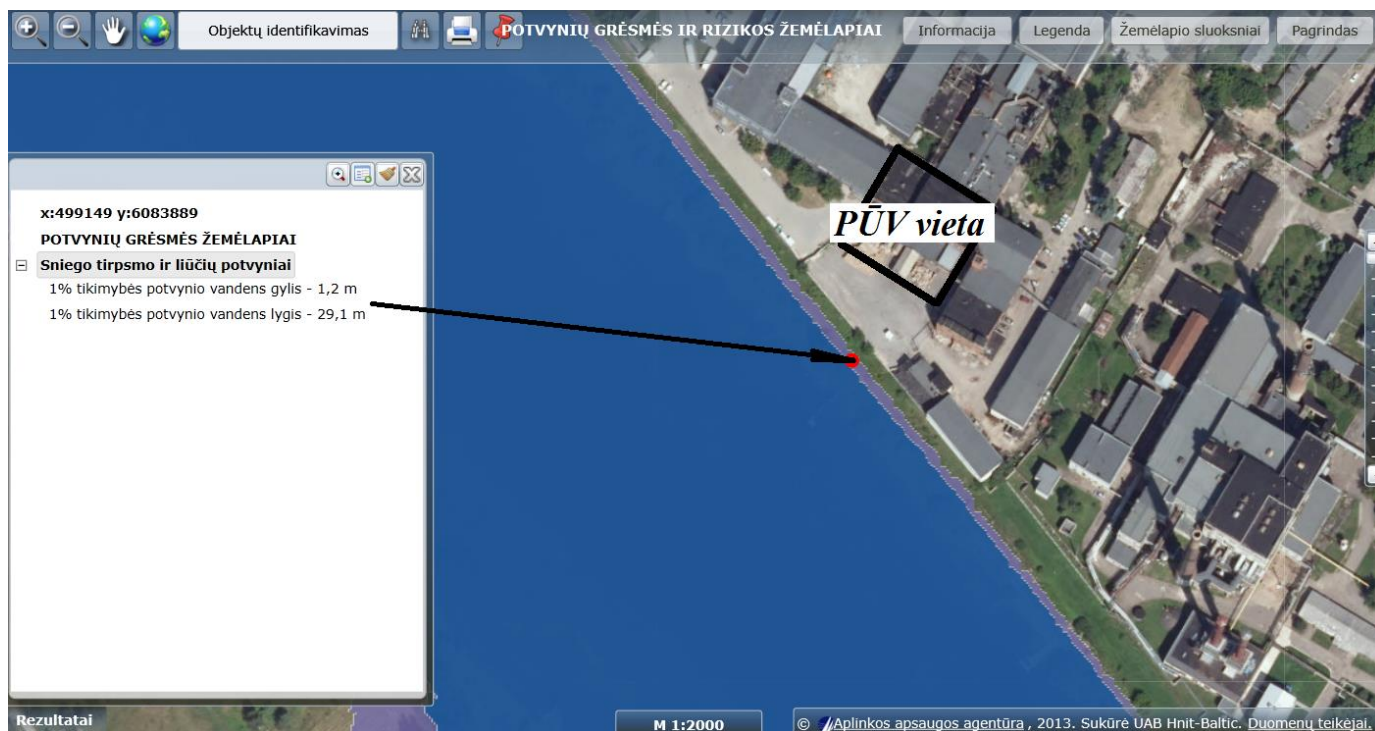 Objektų identifikavimas
POTVYNIŲ GRĖSMĖS IR RIZIKOS ŽEMĖLAPIAI
Informacija
Legenda
Žemėlapio sluoksniai
Pagrindas
x:499149 y:6083889
POTVYNIŲ GRĖSMĖS ŽEMĖLAPIAI
Sniego tirpsmo ir liūčių potvyniai
1% tikimybės potvynio vandens gylis - 1,2 m
1% tikimybės potvynio vandens lygis - 29,1 m
PŪV vieta
Rezultatai
M 1:2000
© Aplinkos apsaugos agentūra , 2013. Sukūrė UAB Hnit-Baltic. Duomenų teikėjai.